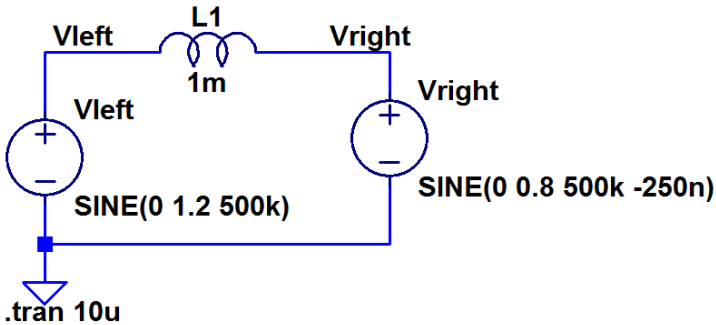 L1
Vleft
Vright
1m
Vleft
Vright
SINE(0 1.2 500k)
SINE(0 0.8 500k -250n)
.tran 10u